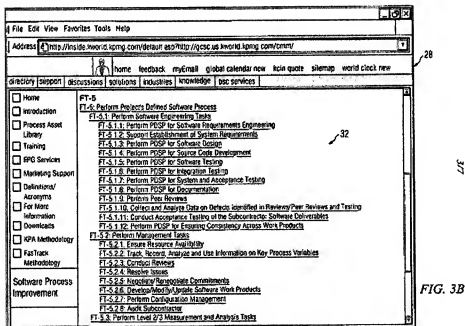 File Edit View Favorites Tools Help
Address http://inside.kworld.kpmg.com/default.asp?http://gcsc.us.kworld.kpmg.com/cmm/
28
home feedback myEmail global calendar new kcin quote sitemap world clock new
directory support discussions solutions industries knowledge bsc services
Home
Introduction
Process Asset
Library
Training
EPG Services
Marketing Support
Definitions/
Acronyms
For More
Information
Downloads
KPA Methodology
FasTrack
Methodology
Software Process
Improvement
FT-5
FT-5: Perform Project's Defined Software Process
FT-5.1: Perform Software Engineering Tasks
FT-5.1.1: Perform PDSP for Software Requirements Engineering
FT-5.1.2: Support Establishment of System Requirements
FT-5.1.3: Perform PDSP for Software Design
FT-5.1.4: Perform PDSP for Source Code Development
FT-5.1.5: Perform PDSP for Software Testing
FT-5.1.6: Perform PDSP for Integration Testing
FT-5.1.7: Perform PDSP for System and Acceptance Testing
FT-5.1.8: Perform PDSP for Documentation
FT-5.1.9: Perform Peer Reviews
FT-5.1.10: Collect and Analyze Data on Defects Identified in Reviews/Peer Reviews and Testing
FT-5.1.11: Conduct Acceptance Testing of the Subcontractor Software Deliverables
FT-5.1.12: Perform PDSP for Ensuring Consistency Across Work Products
FT-5.2: Perform Management Tasks
FT-5.2.1: Ensure Resource Availability
FT-5.2.2: Track, Record, Analyze and Use Information on Key Process Variables
FT-5.2.3: Conduct Reviews
FT-5.2.4: Resolve Issues
FT-5.2.5: Negotiate/Renegotiate Commitments
FT-5.2.6: Develop/Modify/Update Software Work Products
FT-5.2.7: Perform Configuration Management
FT-5.2.8: Audit Subcontractor
FT-5.3: Perform Level 2/3 Measurement and Analysis Tasks
32
3/7
FIG. 3B